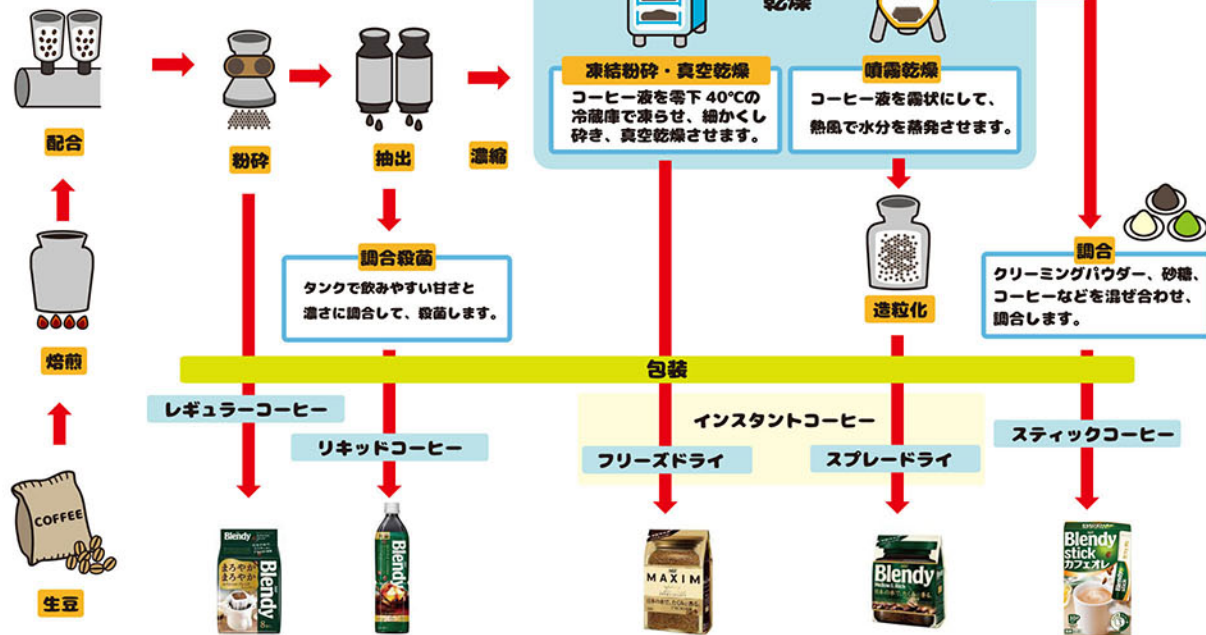 乾燥
凍結粉砕・真空乾燥
コーヒー液を零下 40℃の
冷蔵庫で凍らせ、細かくし
砕き、真空乾燥させます。
噴霧乾燥
コーヒー液を霧状にして、
熱風で水分を蒸発させます。
配合
粉砕
抽出
濃縮
調合殺菌
タンクで飲みやすい甘さと
濃さに調合して、殺菌します。
造粒化
調合
クリーミングパウダー、砂糖、
コーヒーなどを混ぜ合わせ、
調合します。
焙煎
包装
レギュラーコーヒー
リキッドコーヒー
インスタントコーヒー
フリーズドライ
スプレードライ
スティックコーヒー
COFFEE
生豆
Blendy
まろやか
まろやか
Blendy
Blendy
MAXIM
Blendy
Blendy
stick
カフェオレ